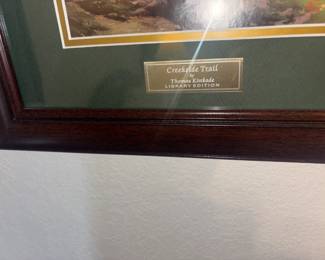 Creekside Trail
by
Thomas Kinkade
LIBRARY EDITION